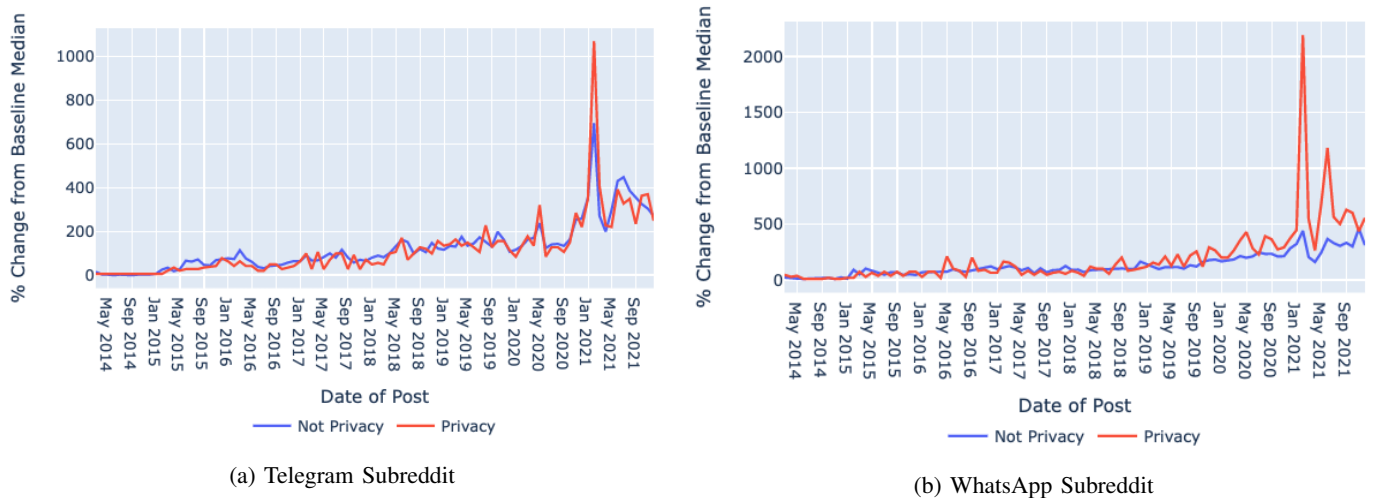 % Change from Baseline Median
1000
800
600
400
200
0
May 2014
Sep 2014
Jan 2015
May 2015
Sep 2015
Jan 2016
May 2016
Sep 2016
Jan 2017
May 2017
Sep 2017
Jan 2018
May 2018
Sep 2018
Jan 2019
May 2019
Sep 2019
Jan 2020
May 2020
Sep 2020
Jan 2021
May 2021
Sep 2021
Date of Post
Not Privacy
Privacy
(a) Telegram Subreddit
% Change from Baseline Median
2000
1500
1000
500
0
May 2014
Sep 2014
Jan 2015
May 2015
Sep 2015
Jan 2016
May 2016
Sep 2016
Jan 2017
May 2017
Sep 2017
Jan 2018
May 2018
Sep 2018
Jan 2019
May 2019
Sep 2019
Jan 2020
May 2020
Sep 2020
Jan 2021
May 2021
Sep 2021
Date of Post
Not Privacy
Privacy
(b) WhatsApp Subreddit